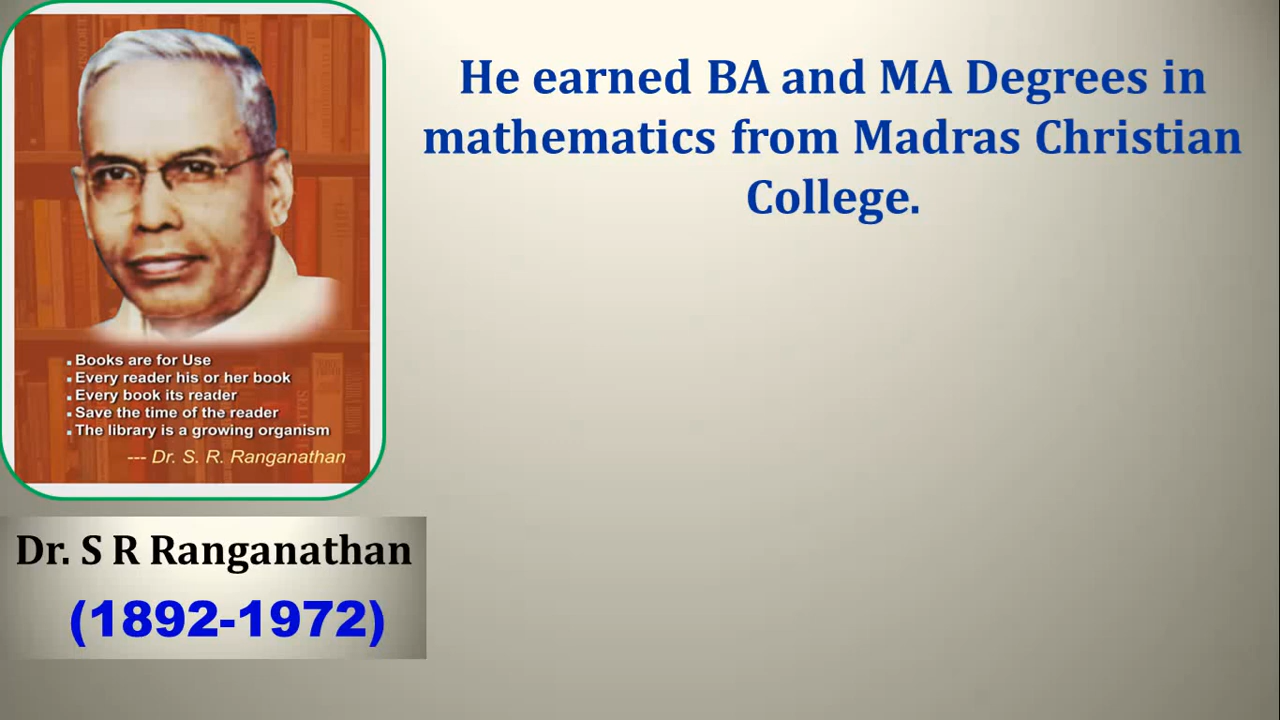 He earned BA and MA Degrees in
mathematics from Madras Christian
College.
▪ Books are for Use
▪ Every reader his or her book
▪ Every book its reader
▪ Save the time of the reader
▪ The library is a growing organism
--- Dr. S. R. Ranganathan
Dr. S R Ranganathan
(1892-1972)